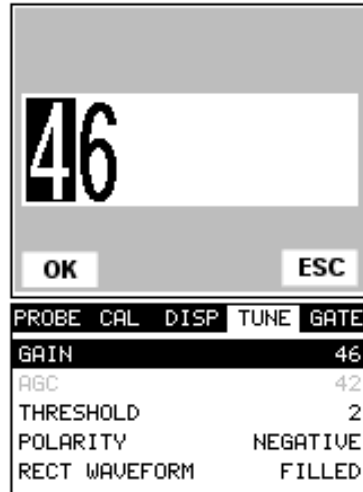 46
OK ESC
PROBE CAL DISP TUNE GATE
GAIN 46
AGC 42
THRESHOLD 2
POLARITY NEGATIVE
RECT WAVEFORM FILLED